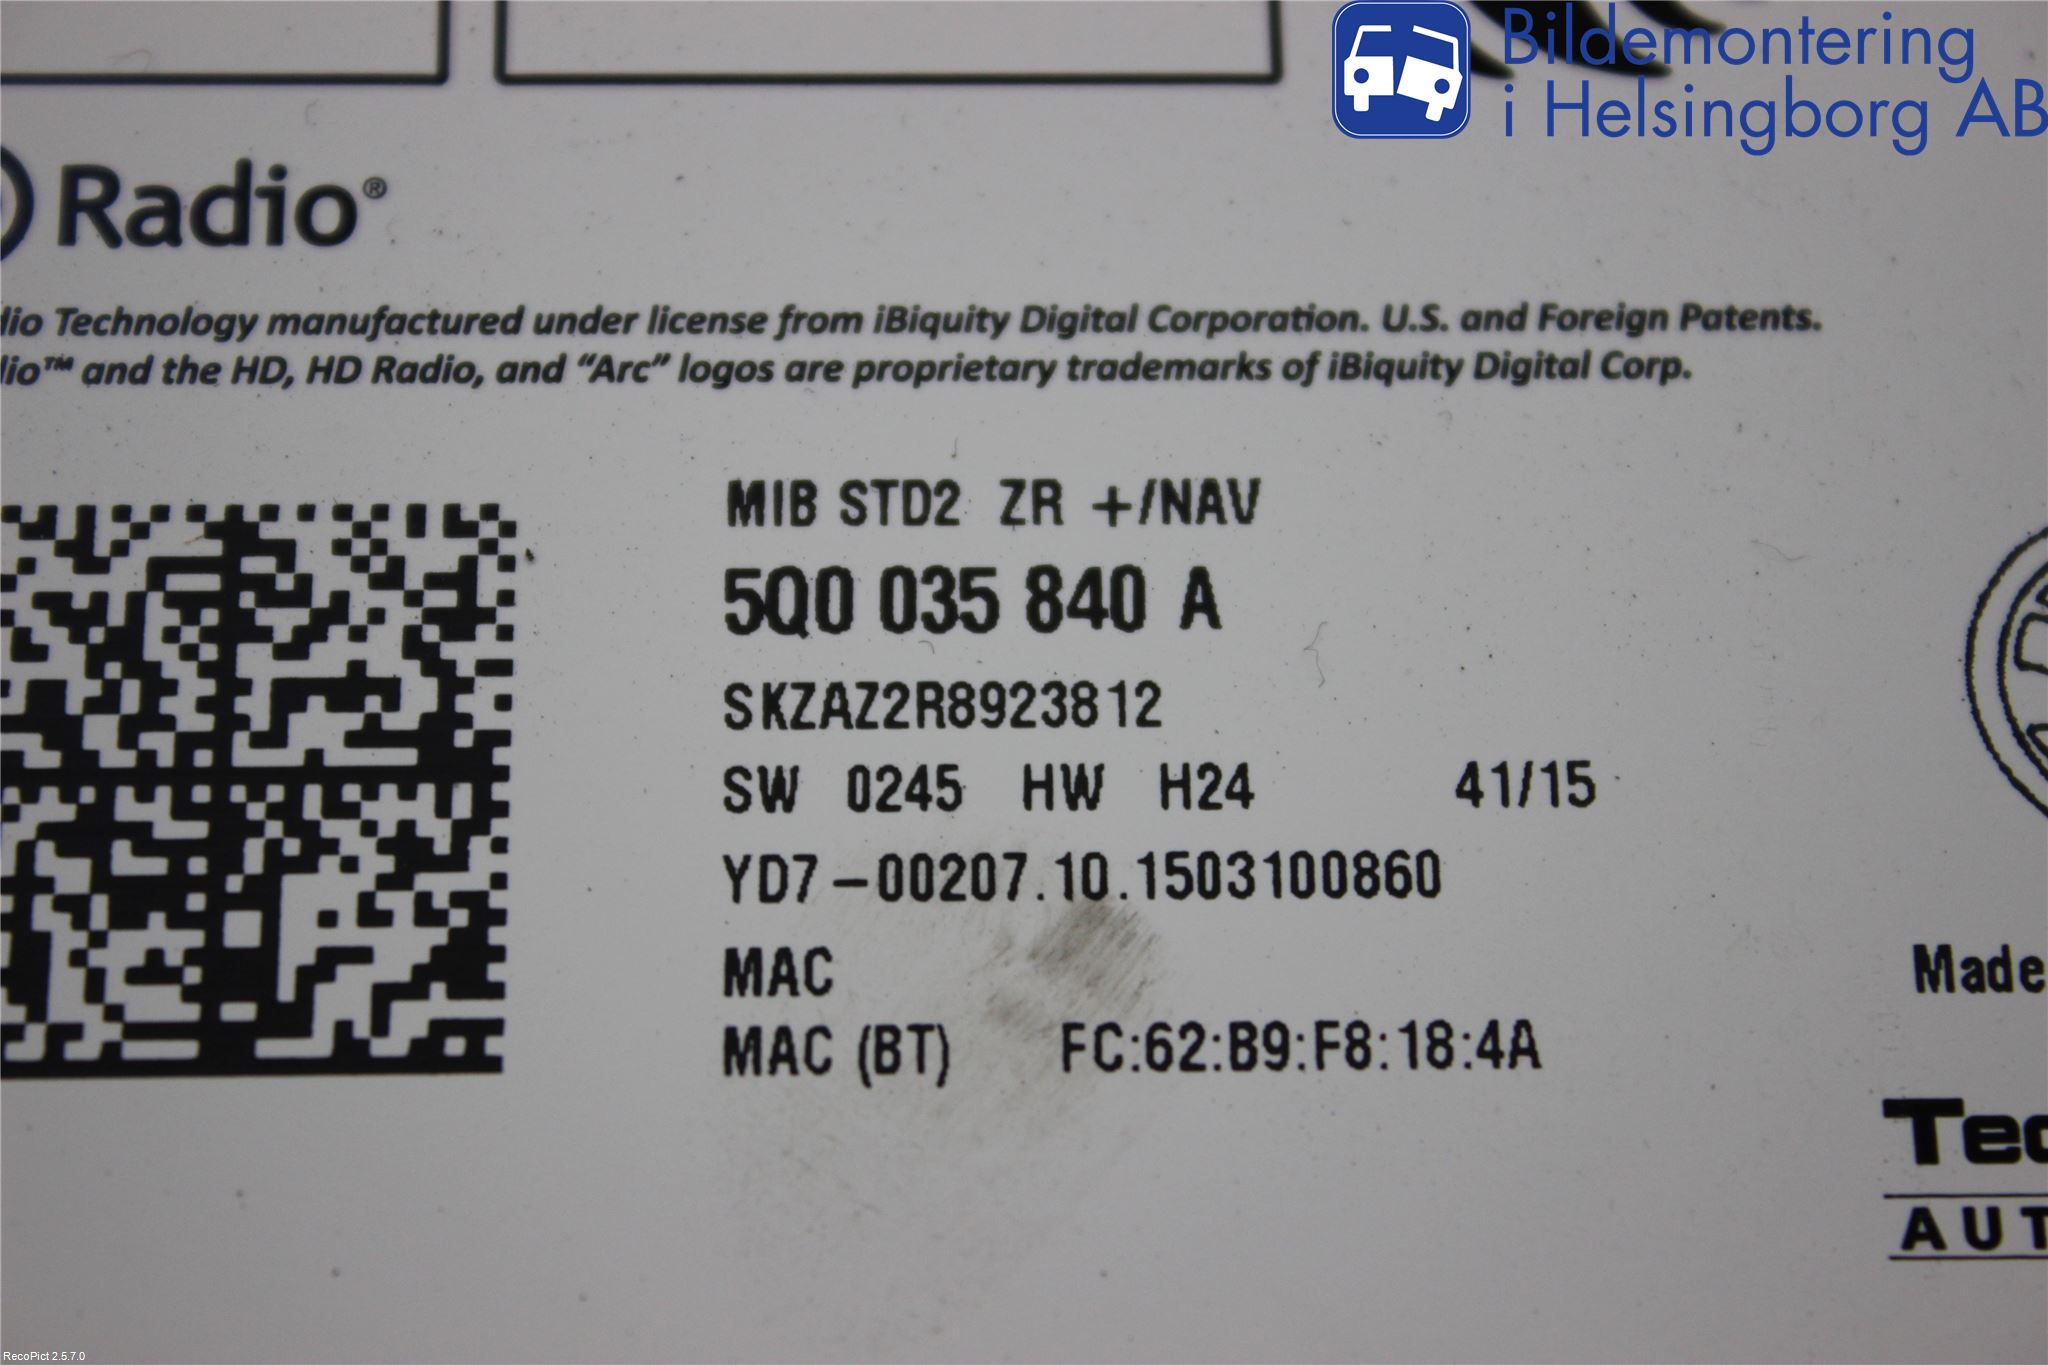 Bildemontering
i Helsingborg AB
Radio®
dio Technology manufactured under license from iBiquity Digital Corporation. U.S. and Foreign Patents.
dio™ and the HD, HD Radio, and “Arc” logos are proprietary trademarks of iBiquity Digital Corp.
MIB STD2 ZR +/NAV
5Q0 035 840 A
SKZAZ2R8923812
SW 0245 HW H24 41/15
YD7-00207.10.1503100860
MAC
Made
MAC (BT) FC:62:B9:F8:18:4A
Tec
AUT
RecoPict 2.5.7.0